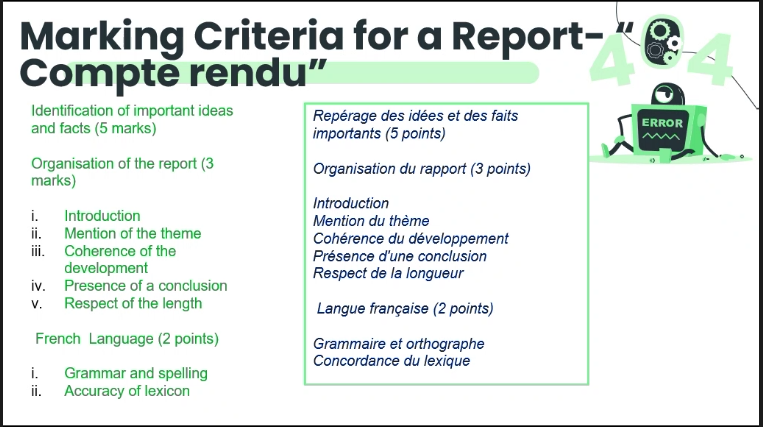 Marking Criteria for a Report- “
Compte rendu”
404
ERROR
Identification of important ideas
and facts (5 marks)
Organisation of the report (3
marks)
i. Introduction
ii. Mention of the theme
iii. Coherence of the
development
iv. Presence of a conclusion
v. Respect of the length
French Language (2 points)
i. Grammar and spelling
ii. Accuracy of lexicon
Repérage des idées et des faits
importants (5 points)
Organisation du rapport (3 points)
Introduction
Mention du thème
Cohérence du développement
Présence d'une conclusion
Respect de la longueur
Langue française (2 points)
Grammaire et orthographe
Concordance du lexique